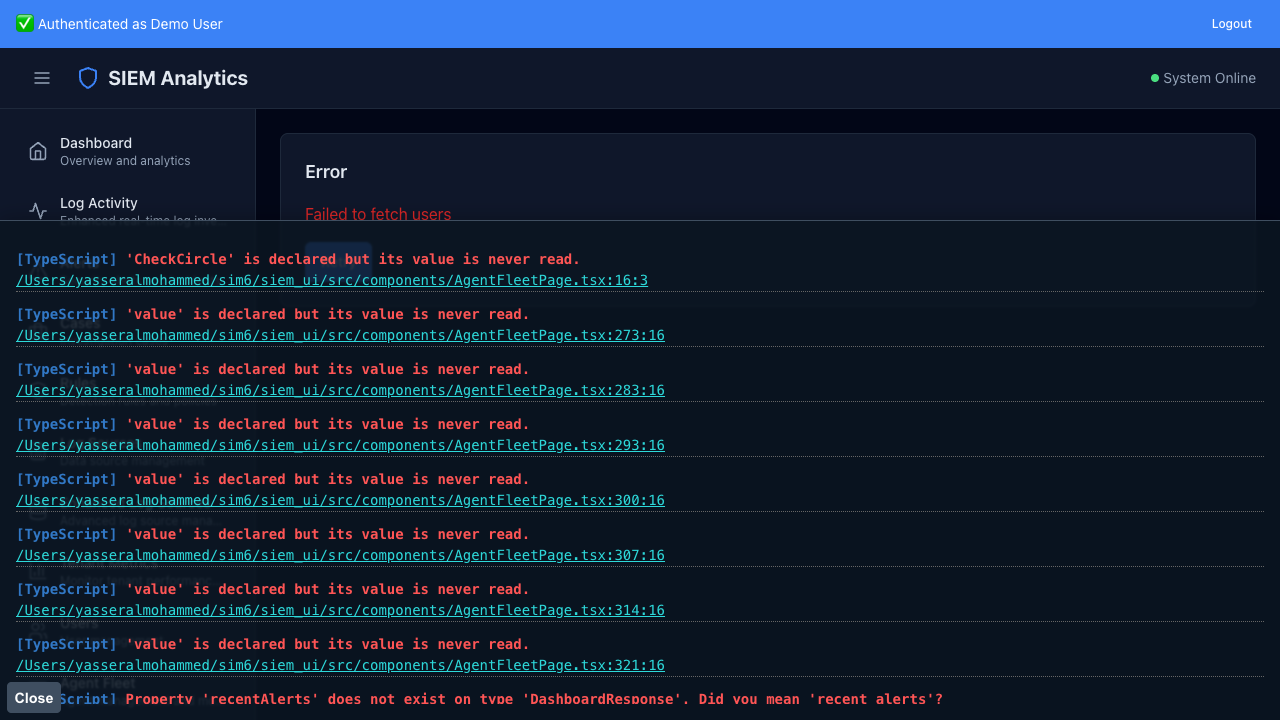 ✅ Authenticated as Demo User
Logout
SIEM Analytics
System Online
Dashboard
Overview and analytics
Log Activity
Enhanced real-time log inve...
Error
Failed to fetch users
[TypeScript] 'CheckCircle' is declared but its value is never read.
/Users/yasseralmohammed/sim6/siem_ui/src/components/AgentFleetPage.tsx:16:3
[TypeScript] 'value' is declared but its value is never read.
/Users/yasseralmohammed/sim6/siem_ui/src/components/AgentFleetPage.tsx:273:16
[TypeScript] 'value' is declared but its value is never read.
/Users/yasseralmohammed/sim6/siem_ui/src/components/AgentFleetPage.tsx:283:16
[TypeScript] 'value' is declared but its value is never read.
/Users/yasseralmohammed/sim6/siem_ui/src/components/AgentFleetPage.tsx:293:16
[TypeScript] 'value' is declared but its value is never read.
/Users/yasseralmohammed/sim6/siem_ui/src/components/AgentFleetPage.tsx:300:16
[TypeScript] 'value' is declared but its value is never read.
/Users/yasseralmohammed/sim6/siem_ui/src/components/AgentFleetPage.tsx:307:16
[TypeScript] 'value' is declared but its value is never read.
/Users/yasseralmohammed/sim6/siem_ui/src/components/AgentFleetPage.tsx:314:16
Users
[TypeScript] 'value' is declared but its value is never read.
/Users/yasseralmohammed/sim6/siem_ui/src/components/AgentFleetPage.tsx:321:16
Agent Fleet
Close
Script] Property 'recentAlerts' does not exist on type 'DashboardResponse'. Did you mean 'recent_alerts'?